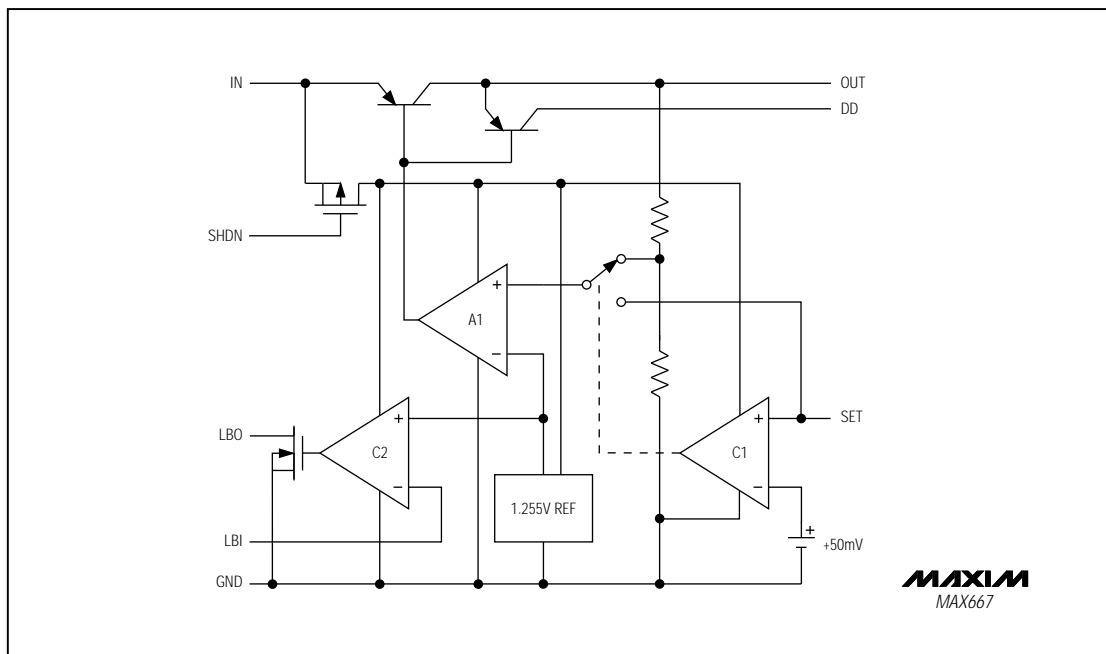 IN
OUT
DD
SHDN
+
A1
−
+
C2
−
LBO
LBI
GND
1.255V REF
+
C1
−
SET
+
+50mV
MAXIM
MAX667